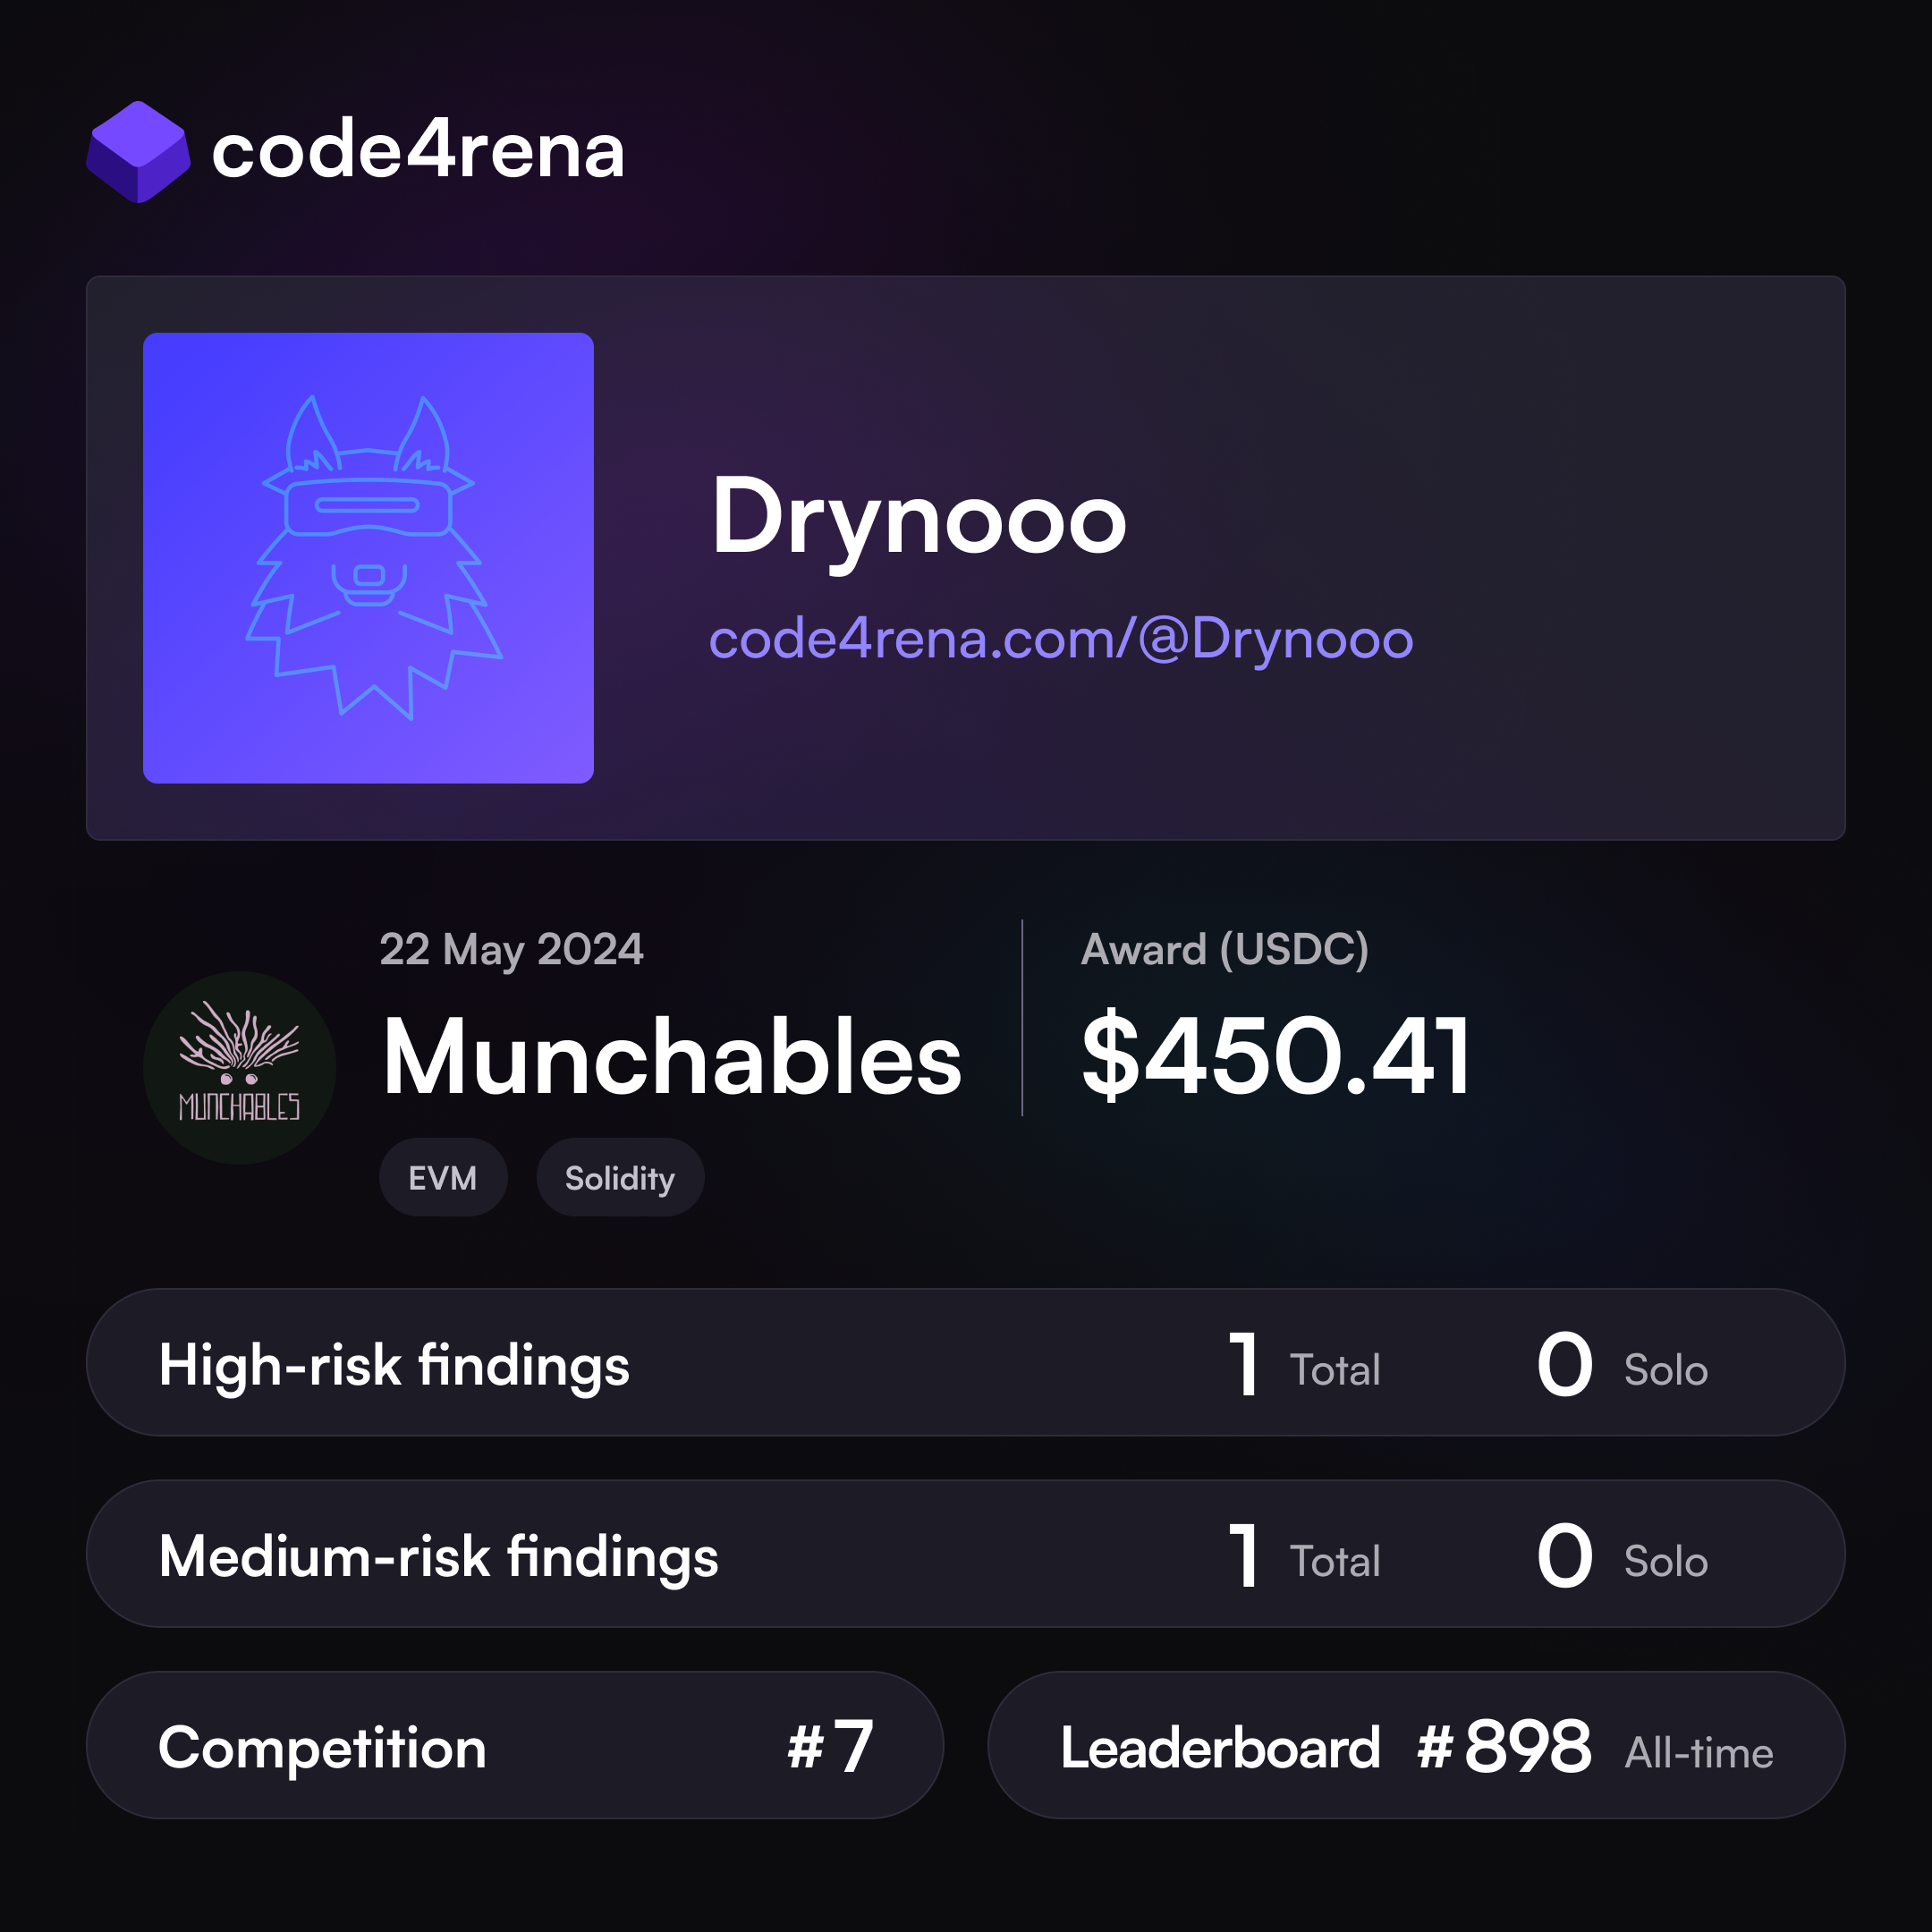 code4rena
Drynooo
code4rena.com/@Drynooo
22 May 2024
Munchables
Award (USDC)
$450.41
MUNCHABLES
EVM
Solidity
High-risk findings 1 Total 0 Solo
Medium-risk findings 1 Total 0 Solo
Competition #7
Leaderboard #898 All-time